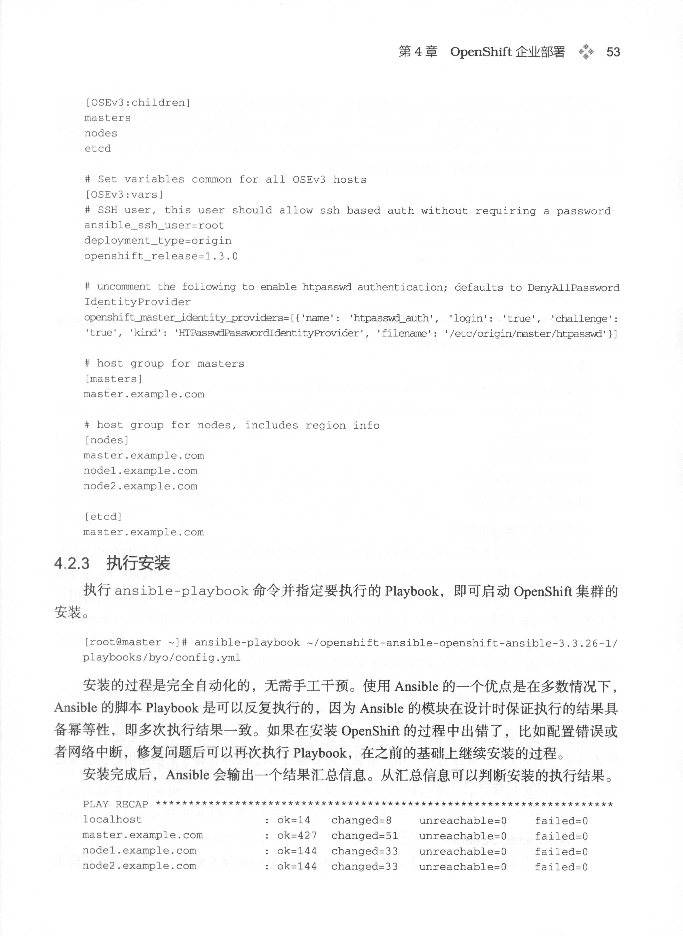 第 4 章 OpenShift 企业部署 53
[OSEv3:children]
masters
nodes
etcd
# Set variables common for all OSEv3 hosts
[OSEv3:vars]
# SSH user, this user should allow ssh based auth without requiring a password
ansible_ssh_user=root
deployment_type=origin
openshift_release=1.3.0
# uncomment the following to enable htpasswd authentication; defaults to DenyAllPassword
IdentityProvider
openshift_master_identity_providers=[{'name': 'htpasswd_auth', 'login': 'true', 'challenge':
'true', 'kind': 'HTPasswdPasswordIdentityProvider', 'filename': '/etc/origin/master/htpasswd'}]
# host group for masters
[masters]
master.example.com
# host group for nodes, includes region info
[nodes]
master.example.com
node1.example.com
node2.example.com
[etcd]
master.example.com
4.2.3 执行安装
执行 ansible-playbook 命令并指定要执行的 Playbook，即可启动 OpenShift 集群的
安装。
[root@master ~]# ansible-playbook ~/openshift-ansible-openshift-ansible-3.3.26-1/
playbooks/byo/config.yml
安装的过程是完全自动化的，无需手工干预。使用 Ansible 的一个优点是在多数情况下，
Ansible 的脚本 Playbook 是可以反复执行的，因为 Ansible 的模块在设计时保证执行的结果具
备幂等性，即多次执行结果一致。如果在安装 OpenShift 的过程中出错了，比如配置错误或
者网络中断，修复问题后可以再次执行 Playbook，在之前的基础上继续安装的过程。
安装完成后，Ansible 会输出一个结果汇总信息。从汇总信息可以判断安装的执行结果。
PLAY RECAP *********************************************************************
localhost : ok=14 changed=8 unreachable=0 failed=0
master.example.com : ok=427 changed=51 unreachable=0 failed=0
node1.example.com : ok=144 changed=33 unreachable=0 failed=0
node2.example.com : ok=144 changed=33 unreachable=0 failed=0